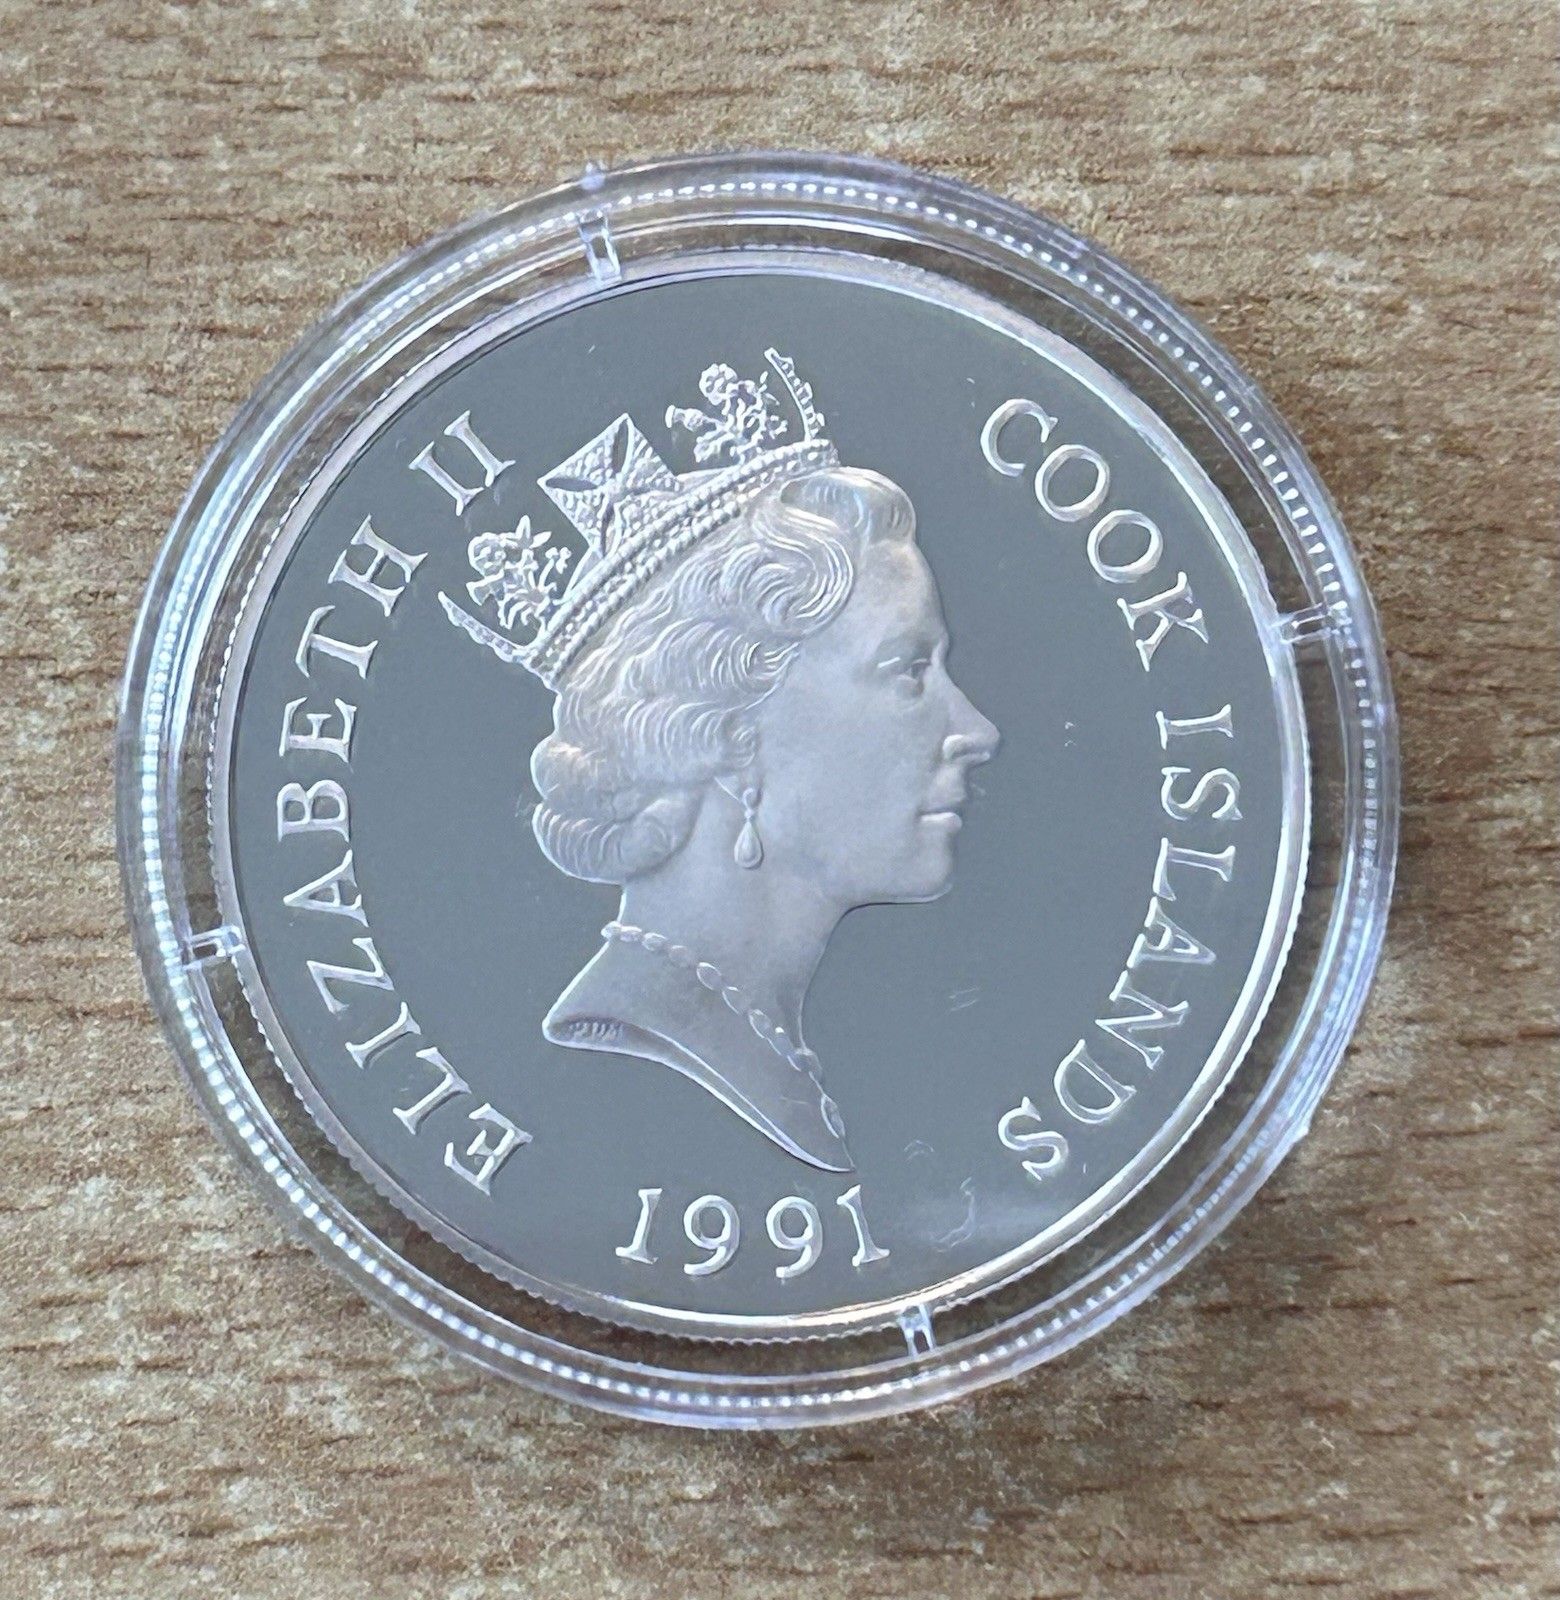 ELIZABETH II
COOK ISLANDS
1991